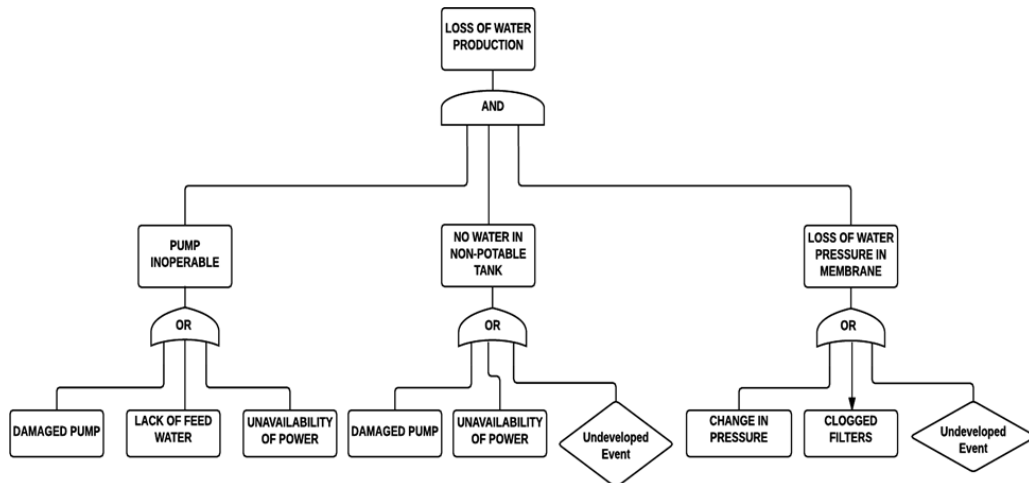 LOSS OF WATER
PRODUCTION
AND
PUMP
INOPERABLE
NO WATER IN
NON-POTABLE
TANK
LOSS OF WATER
PRESSURE IN
MEMBRANE
OR
OR
OR
DAMAGED PUMP
LACK OF FEED
WATER
UNAVAILABILITY
OF POWER
DAMAGED PUMP
UNAVAILABILITY
OF POWER
Undeveloped
Event
CHANGE IN
PRESSURE
CLOGGED
FILTERS
Undeveloped
Event